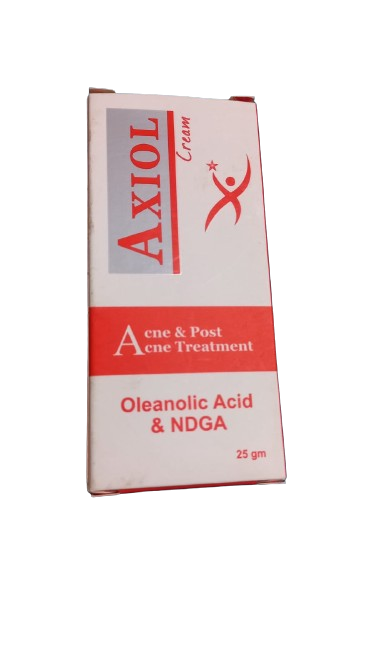 AXIOL
Cream
Acne & Post
Acne Treatment
Oleanolic Acid
& NDGA
25 gm